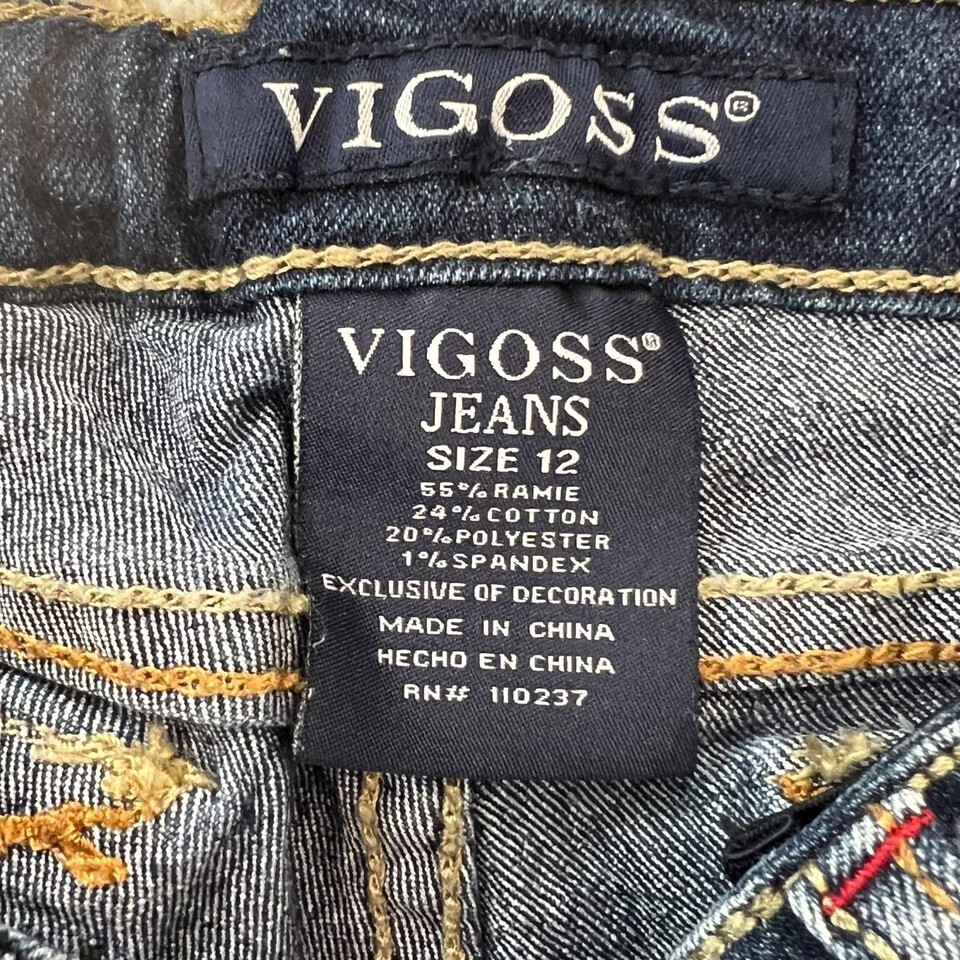 VIGOSS®
VIGOSS®
JEANS
SIZE 12
55% RAMIE
24% COTTON
20% POLYESTER
1% SPANDEX
EXCLUSIVE OF DECORATION
MADE IN CHINA
HECHO EN CHINA
RN# 110237